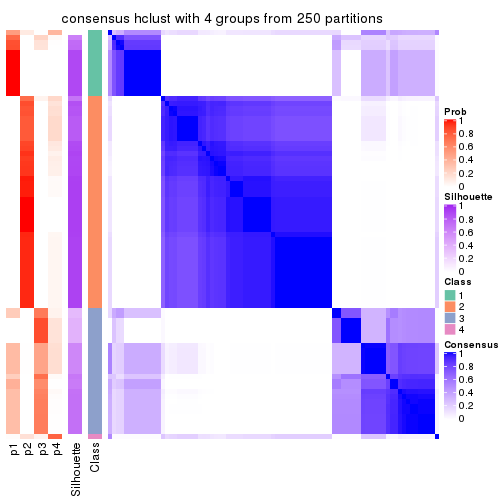 consensus hclust with 4 groups from 250 partitions
Prob
1
0.8
0.6
0.4
0.2
0
Silhouette
1
0.8
0.6
0.4
0.2
0
Class
1
2
3
4
Consensus
1
0.8
0.6
0.4
0.2
0
p1
p2
p3
p4
Silhouette
Class